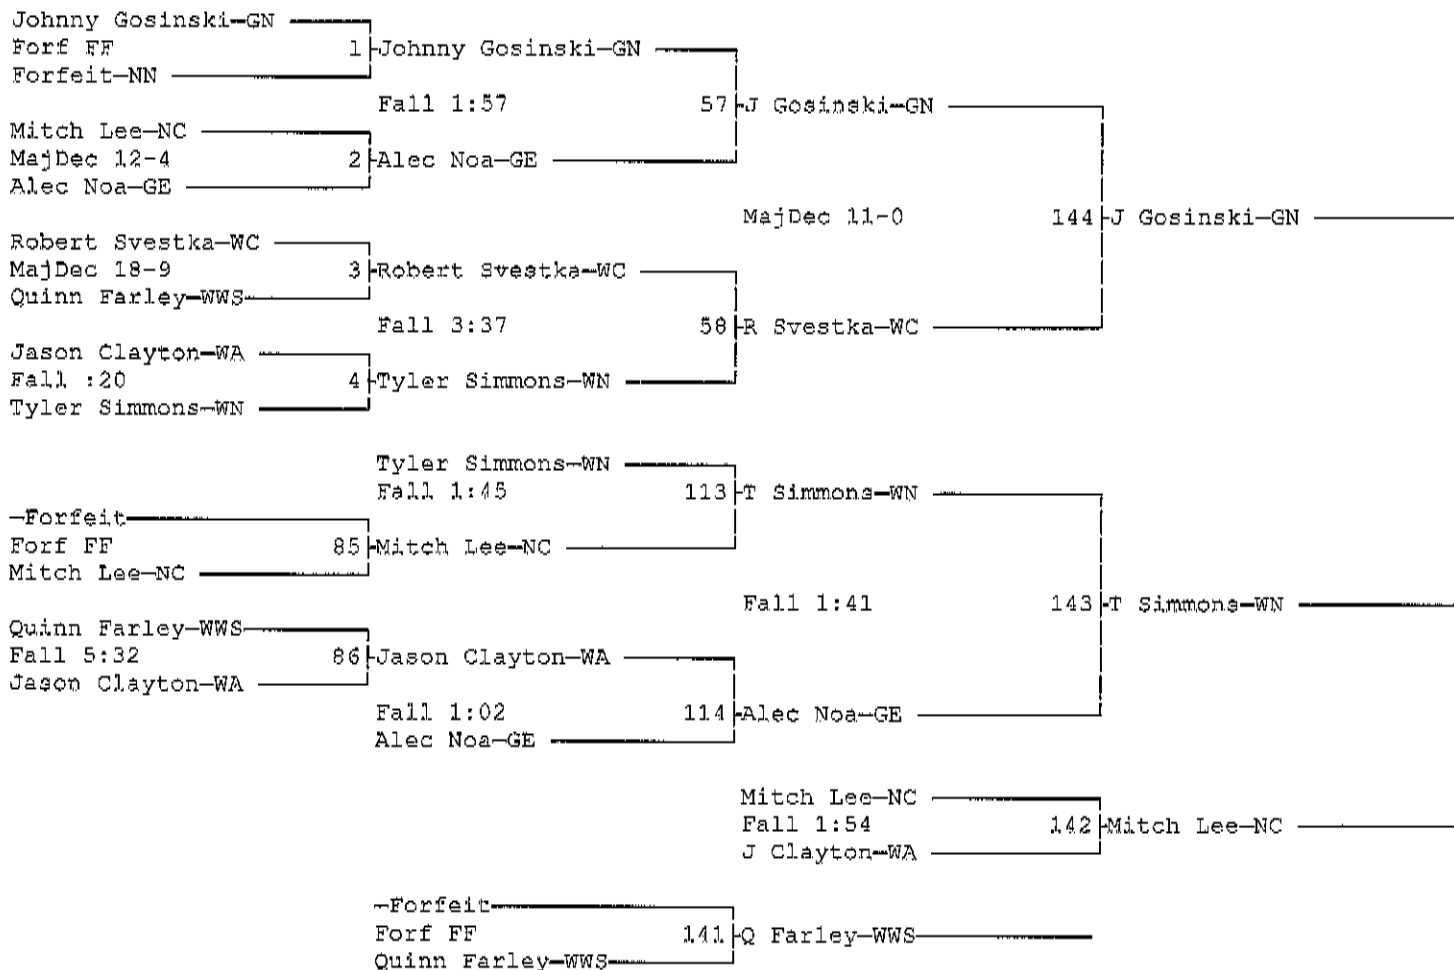 Johnny Gosinski-GN
Forf FF 1 Johnny Gosinski-GN
Forfeit-NN
Fall 1:57 57 J Gosinski-GN
Mitch Lee-NC
MajDec 12-4 2 Alec Noa-GE
Alec Noa-GE
MajDec 11-0 144 J Gosinski-GN
Robert Svestka-WC
MajDec 18-9 3 Robert Svestka-WC
Quinn Farley-WWS
Fall 3:37 58 R Svestka-WC
Jason Clayton-WA
Fall :20 4 Tyler Simmons-WN
Tyler Simmons-WN
Tyler Simmons-WN
Fall 1:45 113 T Simmons-WN
-Forfeit
Forf FF 85 Mitch Lee-NC
Mitch Lee-NC
Fall 1:41 143 T Simmons-WN
Quinn Farley-WWS
Fall 5:32 86 Jason Clayton-WA
Jason Clayton-WA
Fall 1:02 114 Alec Noa-GE
Alec Noa-GE
Mitch Lee-NC
Fall 1:54 142 Mitch Lee-NC
J Clayton-WA
-Forfeit
Forf FF 141 Q Farley-WWS
Quinn Farley-WWS